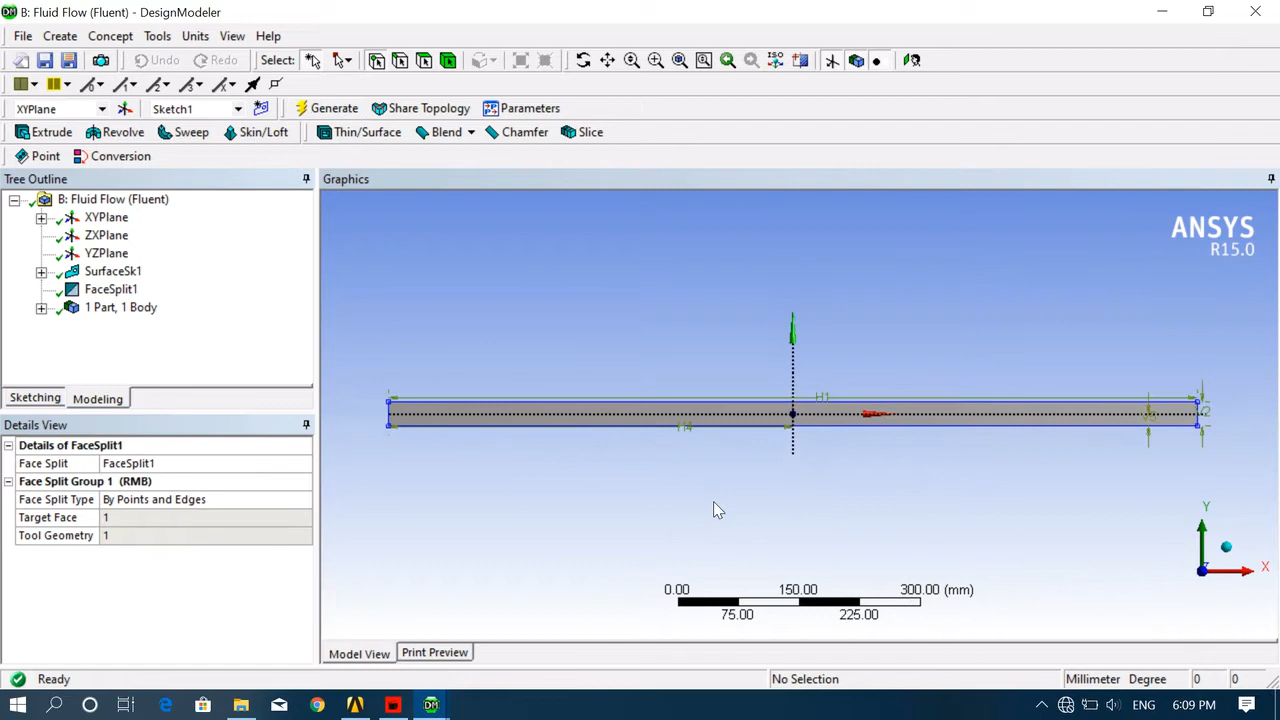 B: Fluid Flow (Fluent) - DesignModeler
File Create Concept Tools Units View Help
Undo Redo Select: ISO
XYPlane Sketch1 Generate Share Topology Parameters
Extrude Revolve Sweep Skin/Loft Thin/Surface Blend Chamfer Slice
Point Conversion
Tree Outline
B: Fluid Flow (Fluent)
XYPlane
ZXPlane
YZPlane
SurfaceSk1
FaceSplit1
1 Part, 1 Body
Sketching Modeling
Details View
Details of FaceSplit1
Face Split FaceSplit1
Face Split Group 1 (RMB)
Face Split Type By Points and Edges
Target Face 1
Tool Geometry 1
Graphics
ANSYS
R15.0
H1
H4
Y
X
0.00 150.00 300.00 (mm)
75.00 225.00
Model View Print Preview
Ready No Selection Millimeter Degree 0 0
DM
ENG 6:09 PM